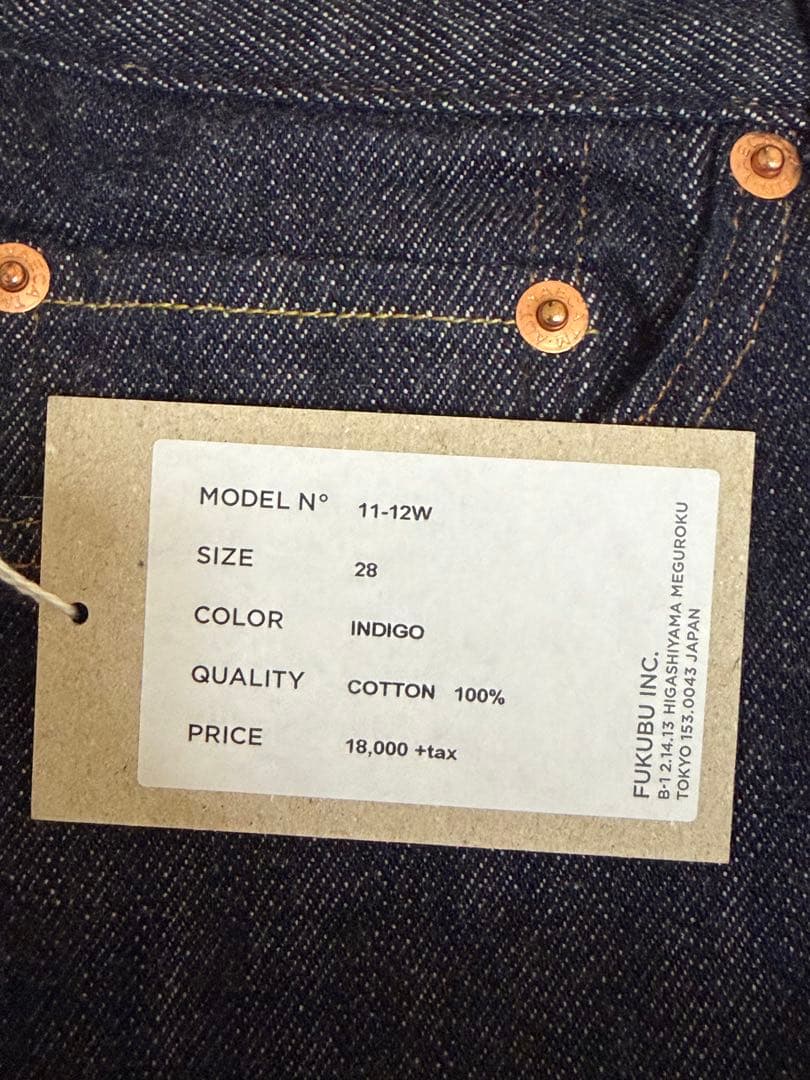 MODEL N° 11-12W
SIZE 28
COLOR INDIGO
QUALITY COTTON 100%
PRICE 18,000 +tax
FUKUBU INC.
B-1 2.14.13 HIGASHIYAMA MEGUROKU
TOKYO 153.0043 JAPAN